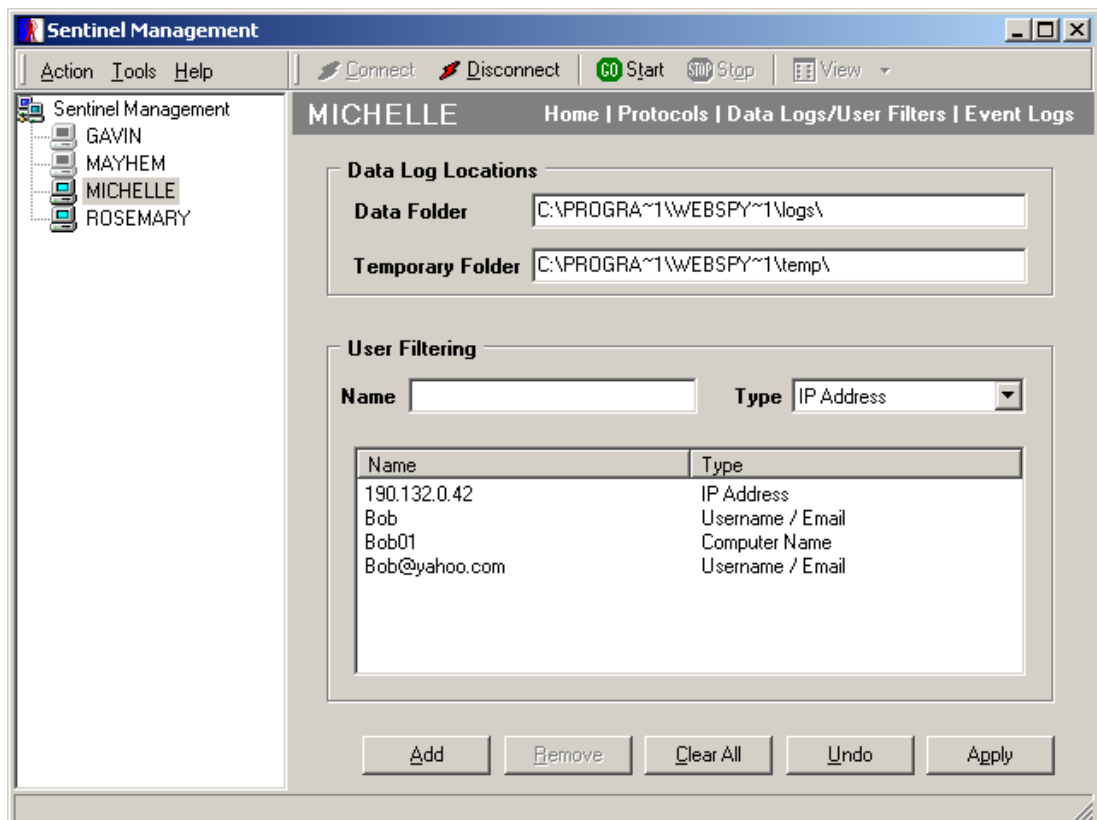 Sentinel Management
Action Tools Help
Connect Disconnect GO Start STOP Stop View
Sentinel Management
GAVIN
MAYHEM
MICHELLE
ROSEMARY
MICHELLE Home | Protocols | Data Logs/User Filters | Event Logs
Data Log Locations
Data Folder C:\PROGRA~1\WEBSPY~1\logs\
Temporary Folder C:\PROGRA~1\WEBSPY~1\temp\
User Filtering
Name Type IP Address
Name Type
190.132.0.42 IP Address
Bob Username / Email
Bob01 Computer Name
Bob@yahoo.com Username / Email
Add Remove Clear All Undo Apply